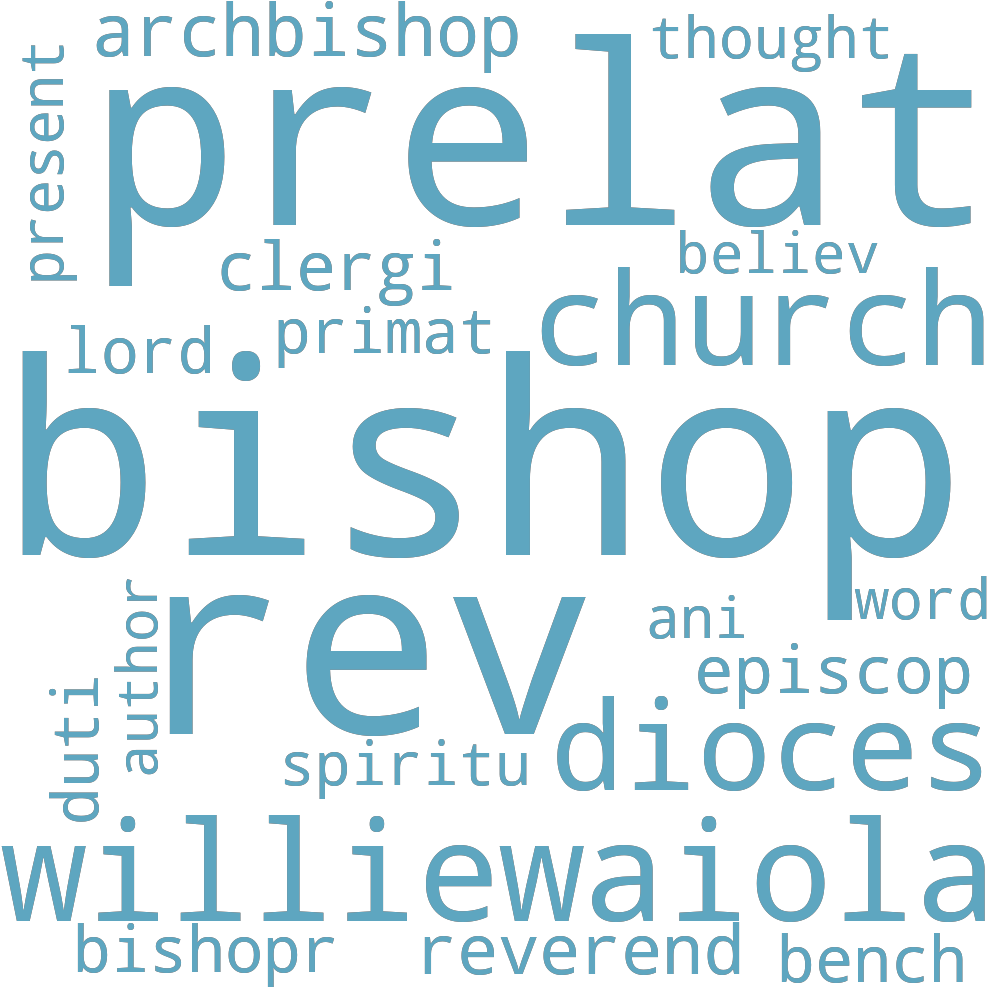 archbishop
thought
present
prelat
clergi
believ
primat
church
lord
bishop
rev
word
ani
author
episcop
duti
dioces
spiritu
williewaiola
bishopr
reverend
bench